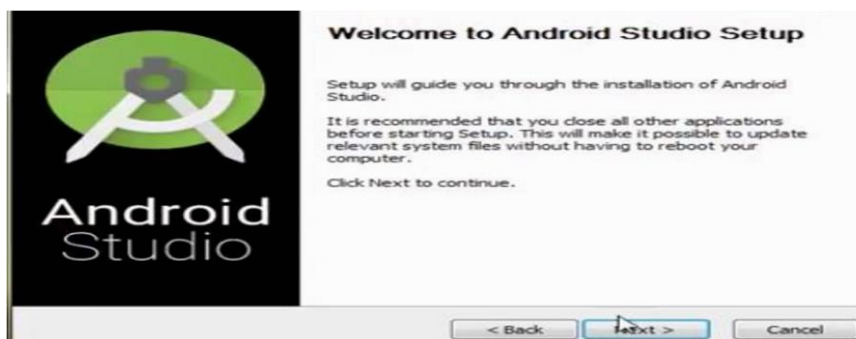 Welcome to Android Studio Setup
Setup will guide you through the installation of Android
Studio.
It is recommended that you close all other applications
before starting Setup. This will make it possible to update
relevant system files without having to reboot your
computer.
Click Next to continue.
Android
Studio
< Back Next > Cancel